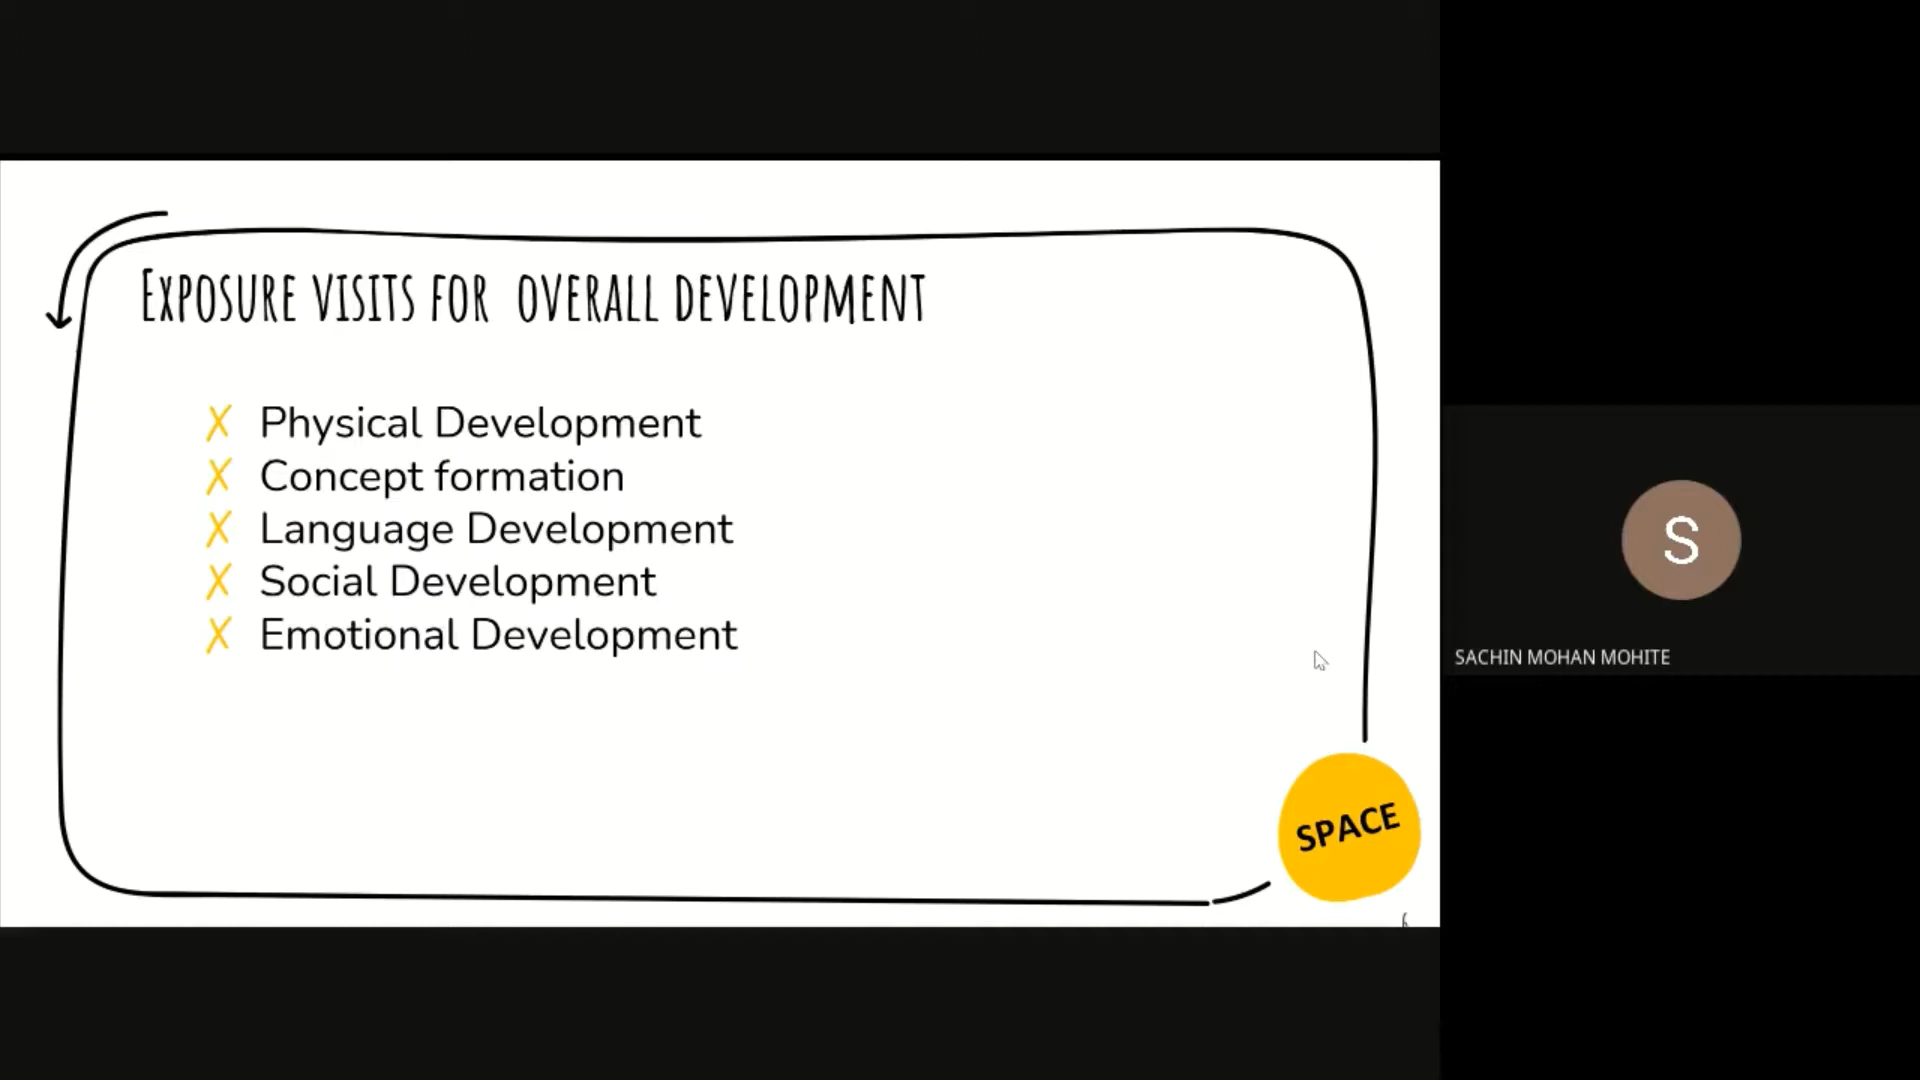 Exposure visits for overall development
✗ Physical Development
✗ Concept formation
✗ Language Development
✗ Social Development
✗ Emotional Development
SPACE
6
S
SACHIN MOHAN MOHITE